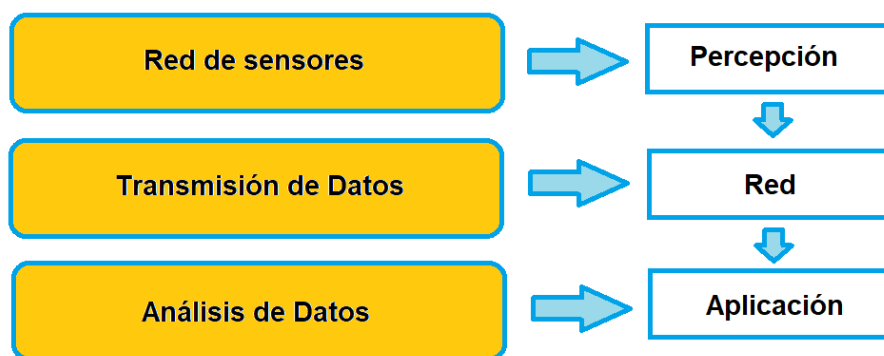 Red de sensores
Percepción
Transmisión de Datos
Red
Análisis de Datos
Aplicación